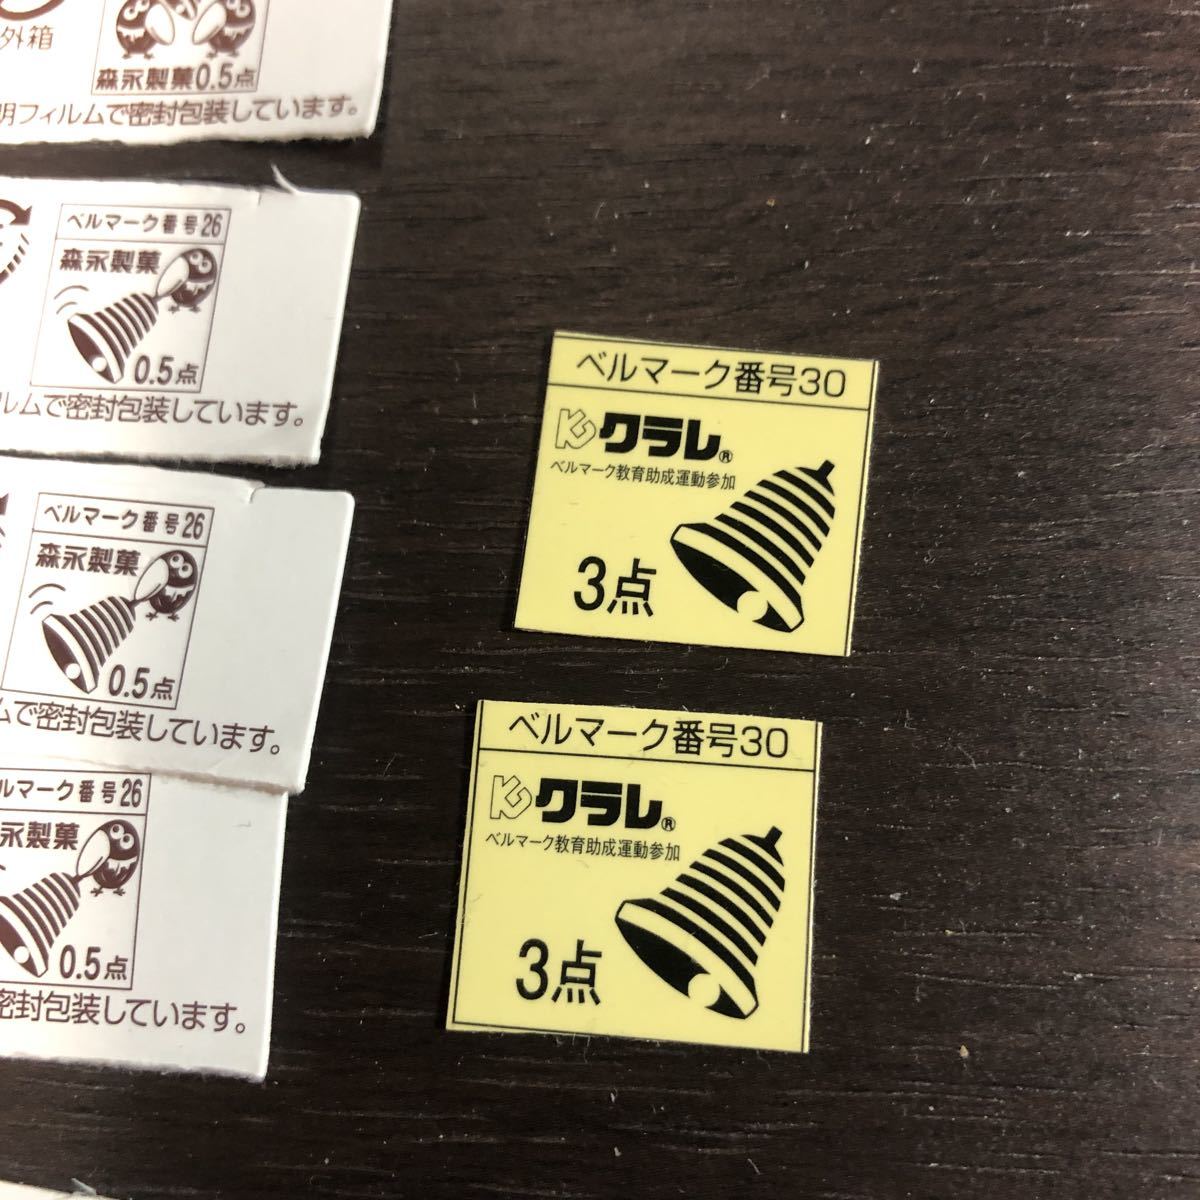 外箱
森永製菓0.5点
明フィルムで密封包装しています。
ベルマーク番号26
森永製菓
0.5点
ルムで密封包装しています。
ベルマーク番号26
森永製菓
0.5点
ムで密封包装しています。
ルマーク番号26
永製菓
0.5点
密封包装しています。
ベルマーク番号30
クラレ®
ベルマーク教育助成運動参加
3点
ベルマーク番号30
クラレ®
ベルマーク教育助成運動参加
3点